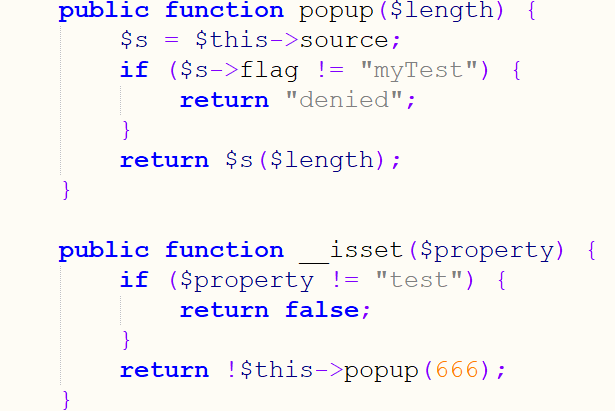 public function popup($length) {
$s = $this->source;
if ($s->flag != "myTest") {
return "denied";
}
return $s($length);
}
public function __isset($property) {
if ($property != "test") {
return false;
}
return !$this->popup(666);
}